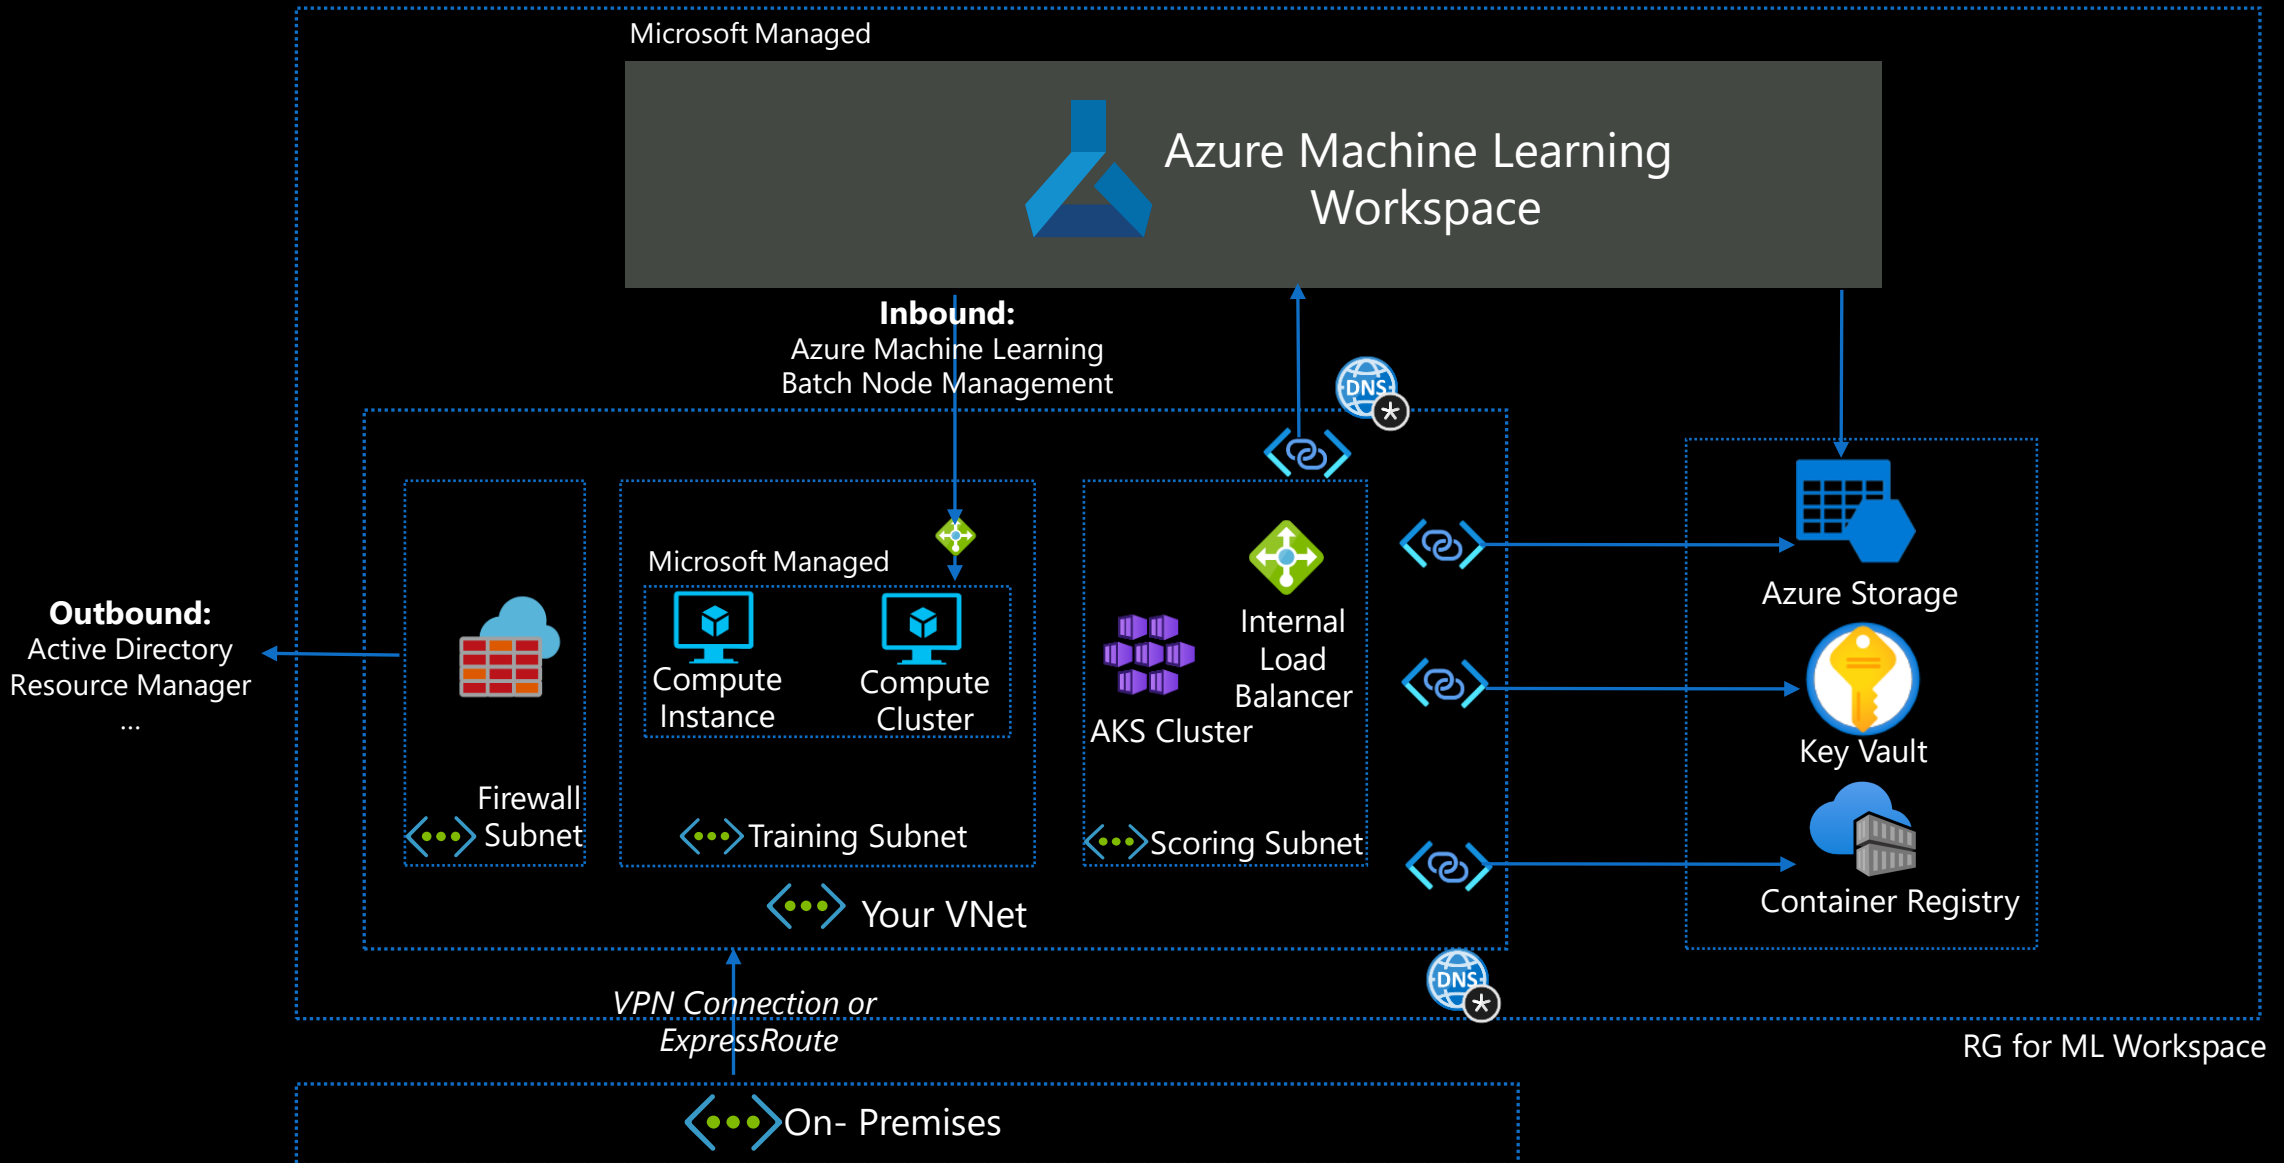 Microsoft Managed
Azure Machine Learning
Workspace
Inbound:
Azure Machine Learning
Batch Node Management
DNS
*
Outbound:
Active Directory
Resource Manager
...
Firewall
Subnet
Microsoft Managed
Compute
Instance
Compute
Cluster
Training Subnet
Internal
Load
Balancer
AKS Cluster
Scoring Subnet
Your VNet
Azure Storage
Key Vault
Container Registry
DNS
*
VPN Connection or
ExpressRoute
RG for ML Workspace
On- Premises